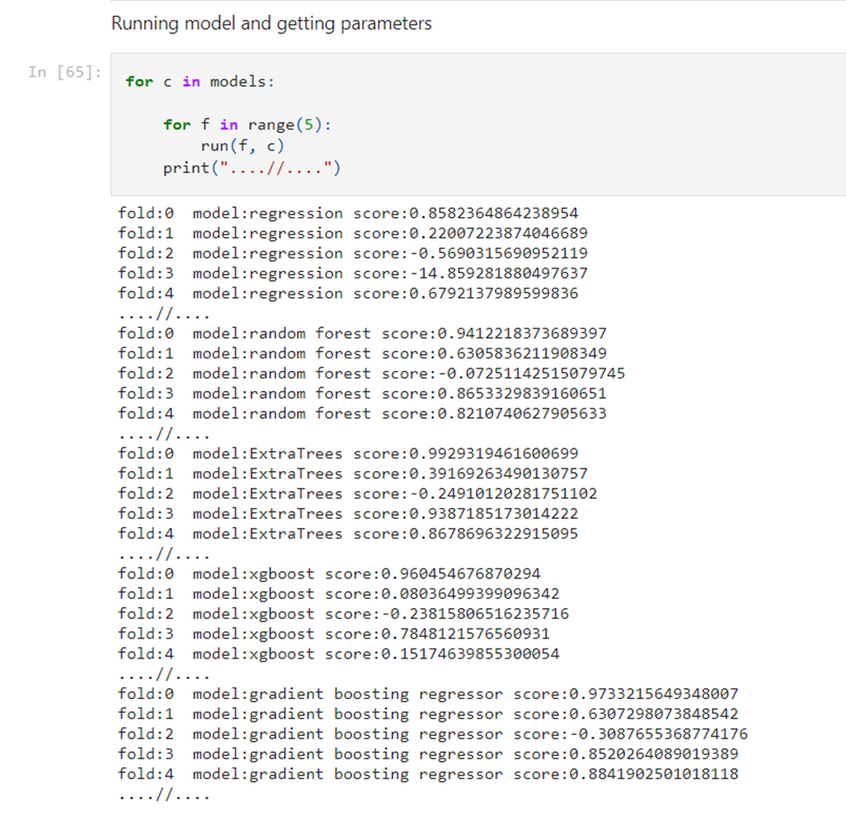 Running model and getting parameters
In [65]:
for c in models:
for f in range(5):
run(f, c)
print("....//....")
fold:0  model:regression score:0.8582364864238954
fold:1  model:regression score:0.22007223874046689
fold:2  model:regression score:-0.5690315690952119
fold:3  model:regression score:-14.859281880497637
fold:4  model:regression score:0.6792137989599836
....//....
fold:0  model:random forest score:0.9412218373689397
fold:1  model:random forest score:0.6305836211908349
fold:2  model:random forest score:-0.07251142515079745
fold:3  model:random forest score:0.8653329839160651
fold:4  model:random forest score:0.8210740627905633
....//....
fold:0  model:ExtraTrees score:0.9929319461600699
fold:1  model:ExtraTrees score:0.39169263490130757
fold:2  model:ExtraTrees score:-0.24910120281751102
fold:3  model:ExtraTrees score:0.9387185173014222
fold:4  model:ExtraTrees score:0.8678696322915095
....//....
fold:0  model:xgboost score:0.960454676870294
fold:1  model:xgboost score:0.08036499399096342
fold:2  model:xgboost score:-0.23815806516235716
fold:3  model:xgboost score:0.7848121576560931
fold:4  model:xgboost score:0.15174639855300054
....//....
fold:0  model:gradient boosting regressor score:0.9733215649348007
fold:1  model:gradient boosting regressor score:0.6307298073848542
fold:2  model:gradient boosting regressor score:-0.3087655368774176
fold:3  model:gradient boosting regressor score:0.8520264089019389
fold:4  model:gradient boosting regressor score:0.8841902501018118
....//....